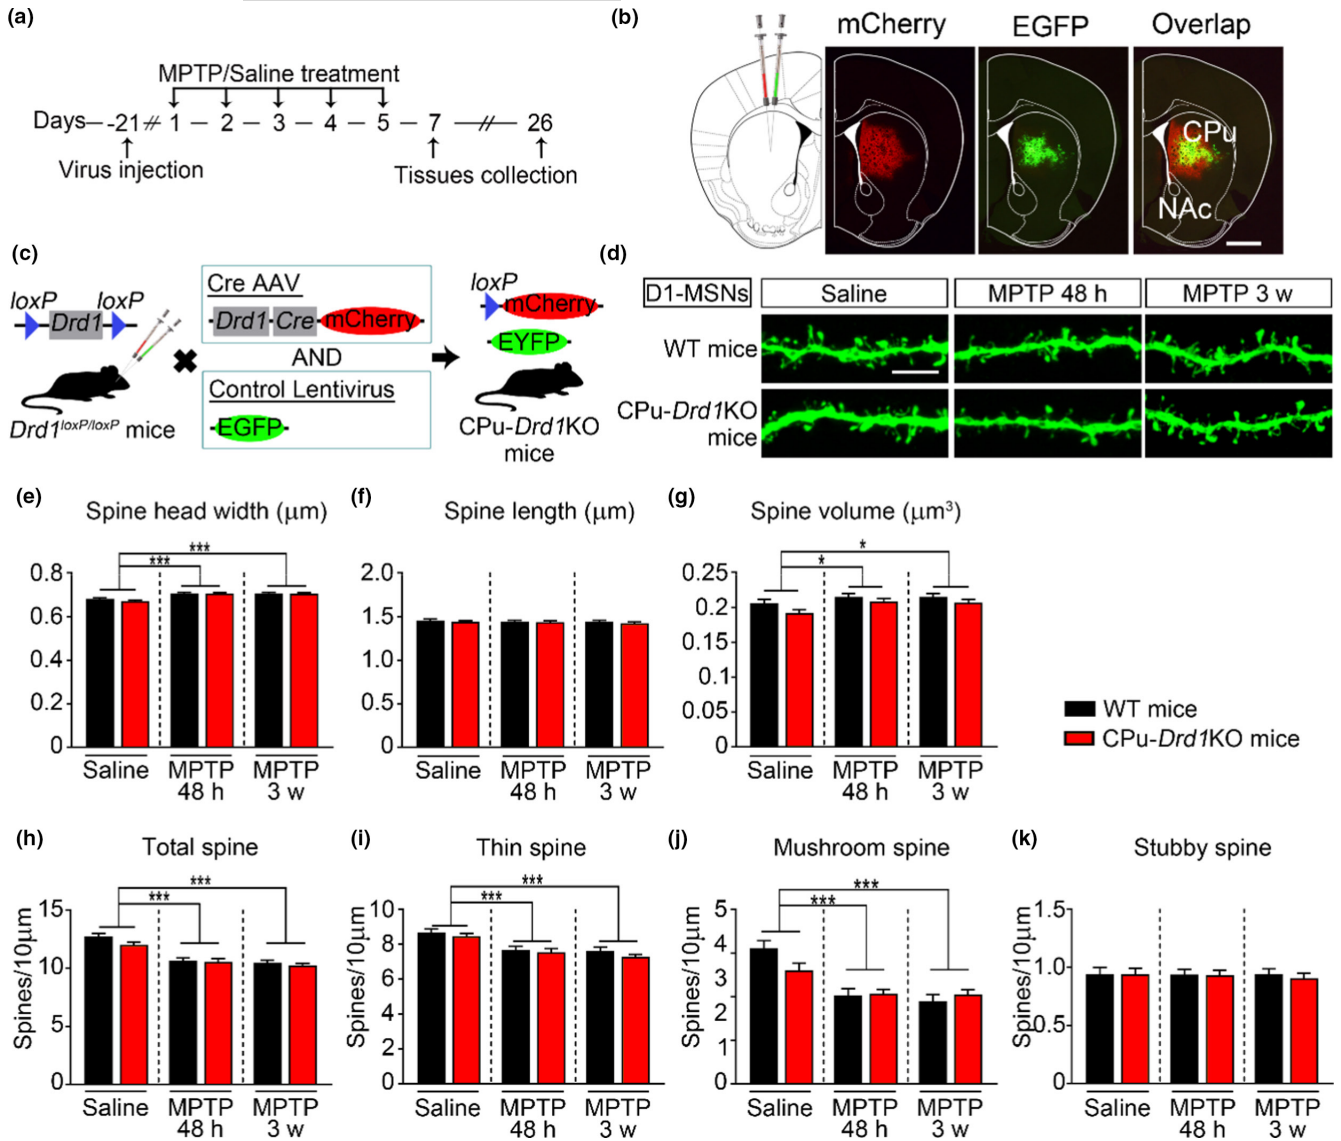 (a)
MPTP/Saline treatment
Days -21 1 2 3 4 5 7 26
Virus injection
Tissues collection
(b)
mCherry
EGFP
Overlap
CPu
NAc
(c)
loxP loxP
Drd1
Drd1loxP/loxP mice
Cre AAV
Drd1 Cre mCherry
AND
Control Lentivirus
EGFP
loxP
mCherry
EYFP
CPu-Drd1KO
mice
(d)
D1-MSNs
Saline
MPTP 48 h
MPTP 3 w
WT mice
CPu-Drd1KO
mice
(e)
Spine head width (μm)
***
***
0.8
0.6
0.4
0.2
0
Saline
MPTP
48 h
MPTP
3 w
(f)
Spine length (μm)
2.0
1.5
1.0
0.5
0
Saline
MPTP
48 h
MPTP
3 w
(g)
Spine volume (μm³)
*
*
0.25
0.2
0.15
0.1
0.05
0
Saline
MPTP
48 h
MPTP
3 w
WT mice
CPu-Drd1KO mice
(h)
Total spine
***
***
Spines/10μm
15
10
5
0
Saline
MPTP
48 h
MPTP
3 w
(i)
Thin spine
***
***
Spines/10μm
10
8
6
4
2
0
Saline
MPTP
48 h
MPTP
3 w
(j)
Mushroom spine
***
***
Spines/10μm
5
4
3
2
2
0
Saline
MPTP
48 h
MPTP
3 w
(k)
Stubby spine
Spines/10μm
1.5
1.0
0.5
0
Saline
MPTP
48 h
MPTP
3 w